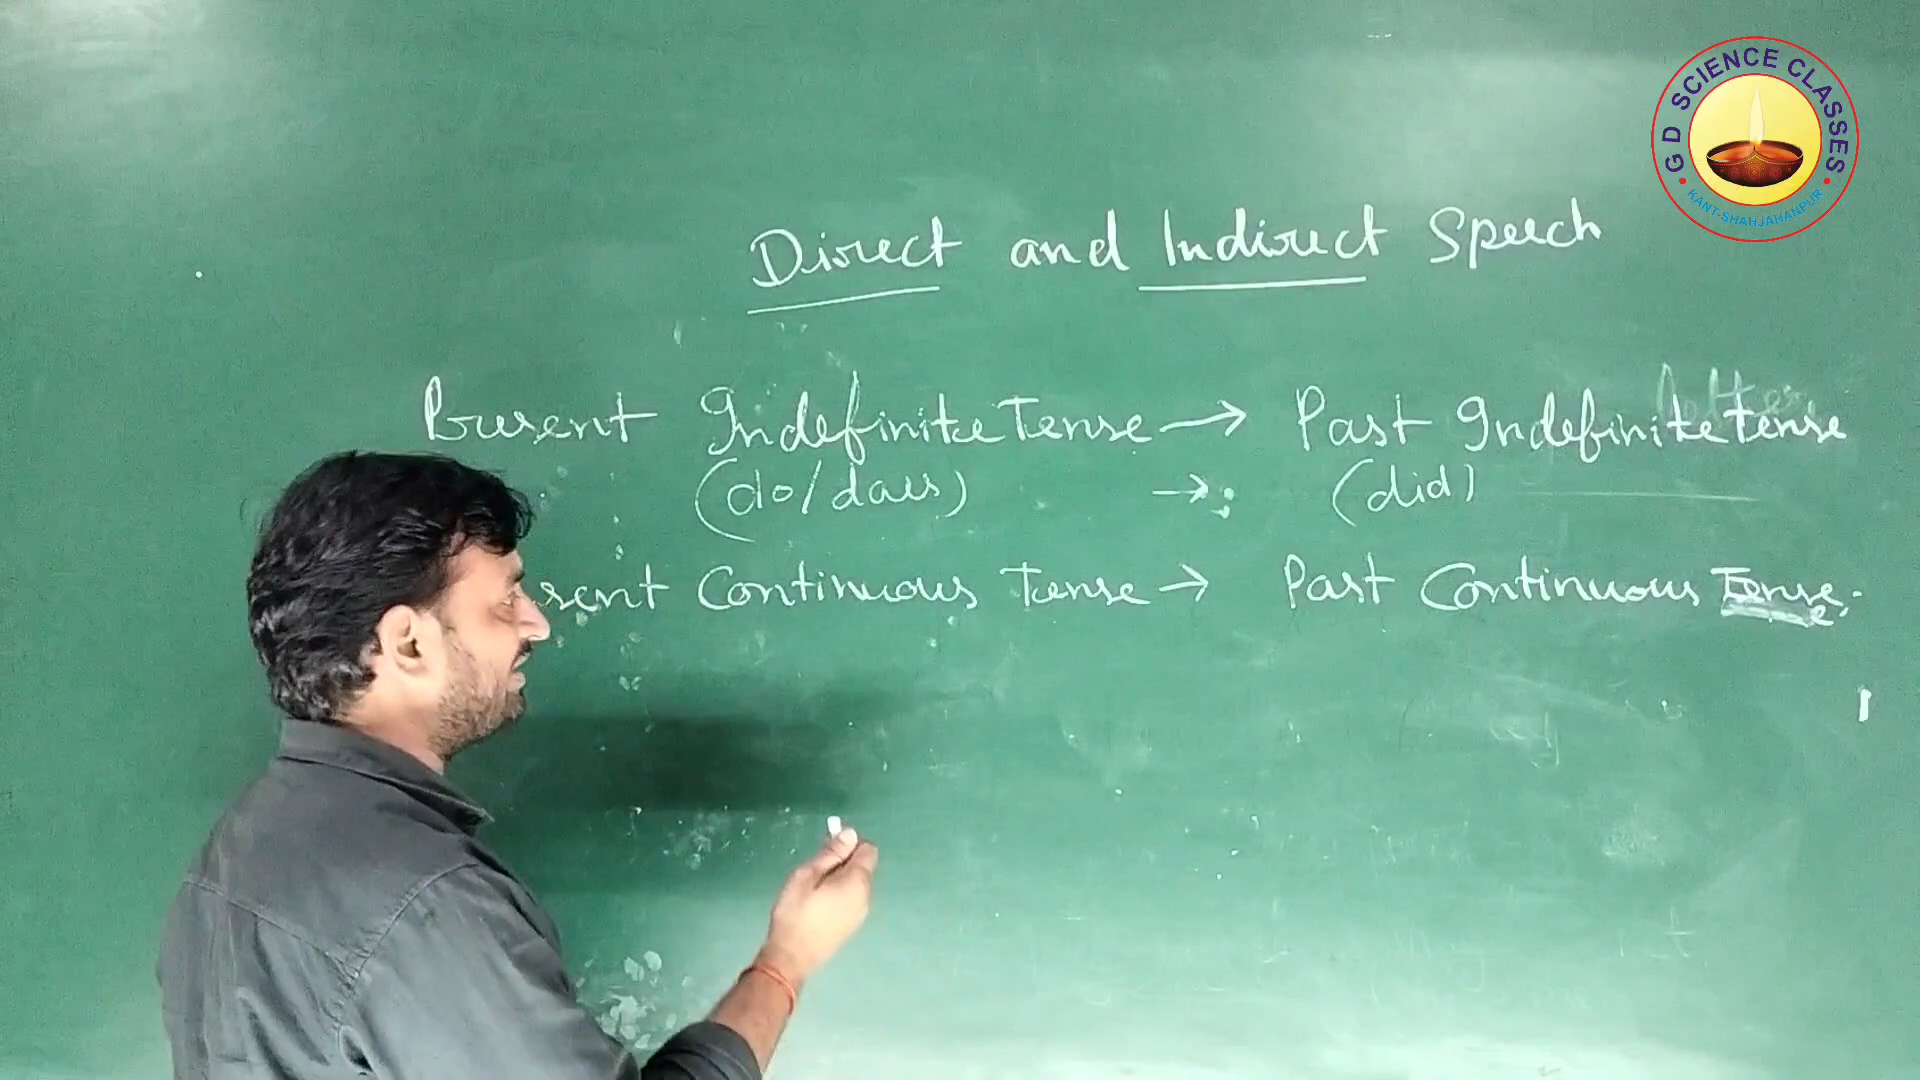 G D SCIENCE CLASSES
KANT-SHAHJAHANPUR
Direct and Indirect Speech
Present Indefinite Tense → Past Indefinite tense
(do/does) → (did)
sent Continuous Tense → Past Continuous Tense.